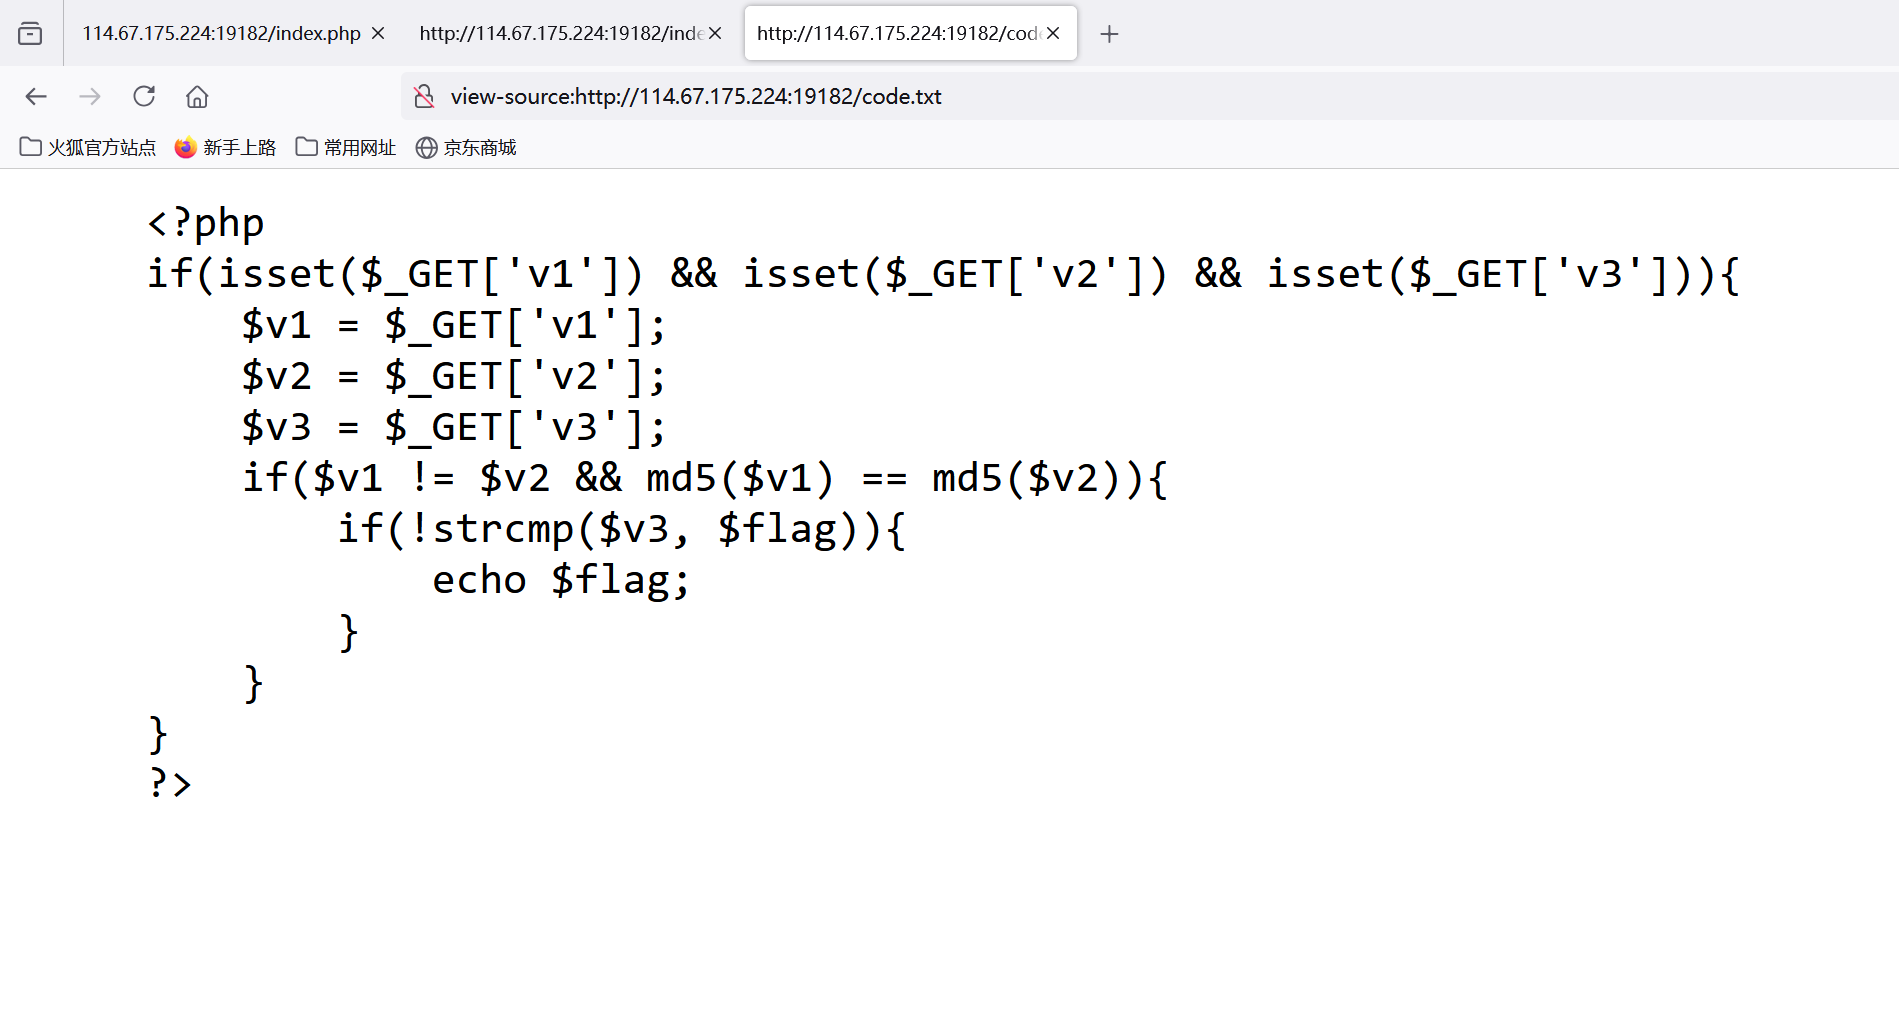 114.67.175.224:19182/index.php
http://114.67.175.224:19182/inde
http://114.67.175.224:19182/cod
view-source:http://114.67.175.224:19182/code.txt
火狐官方站点 新手上路 常用网址 京东商城
<?php
if(isset($_GET['v1']) && isset($_GET['v2']) && isset($_GET['v3'])){
    $v1 = $_GET['v1'];
    $v2 = $_GET['v2'];
    $v3 = $_GET['v3'];
    if($v1 != $v2 && md5($v1) == md5($v2)){
        if(!strcmp($v3, $flag)){
            echo $flag;
        }
    }
}
?>